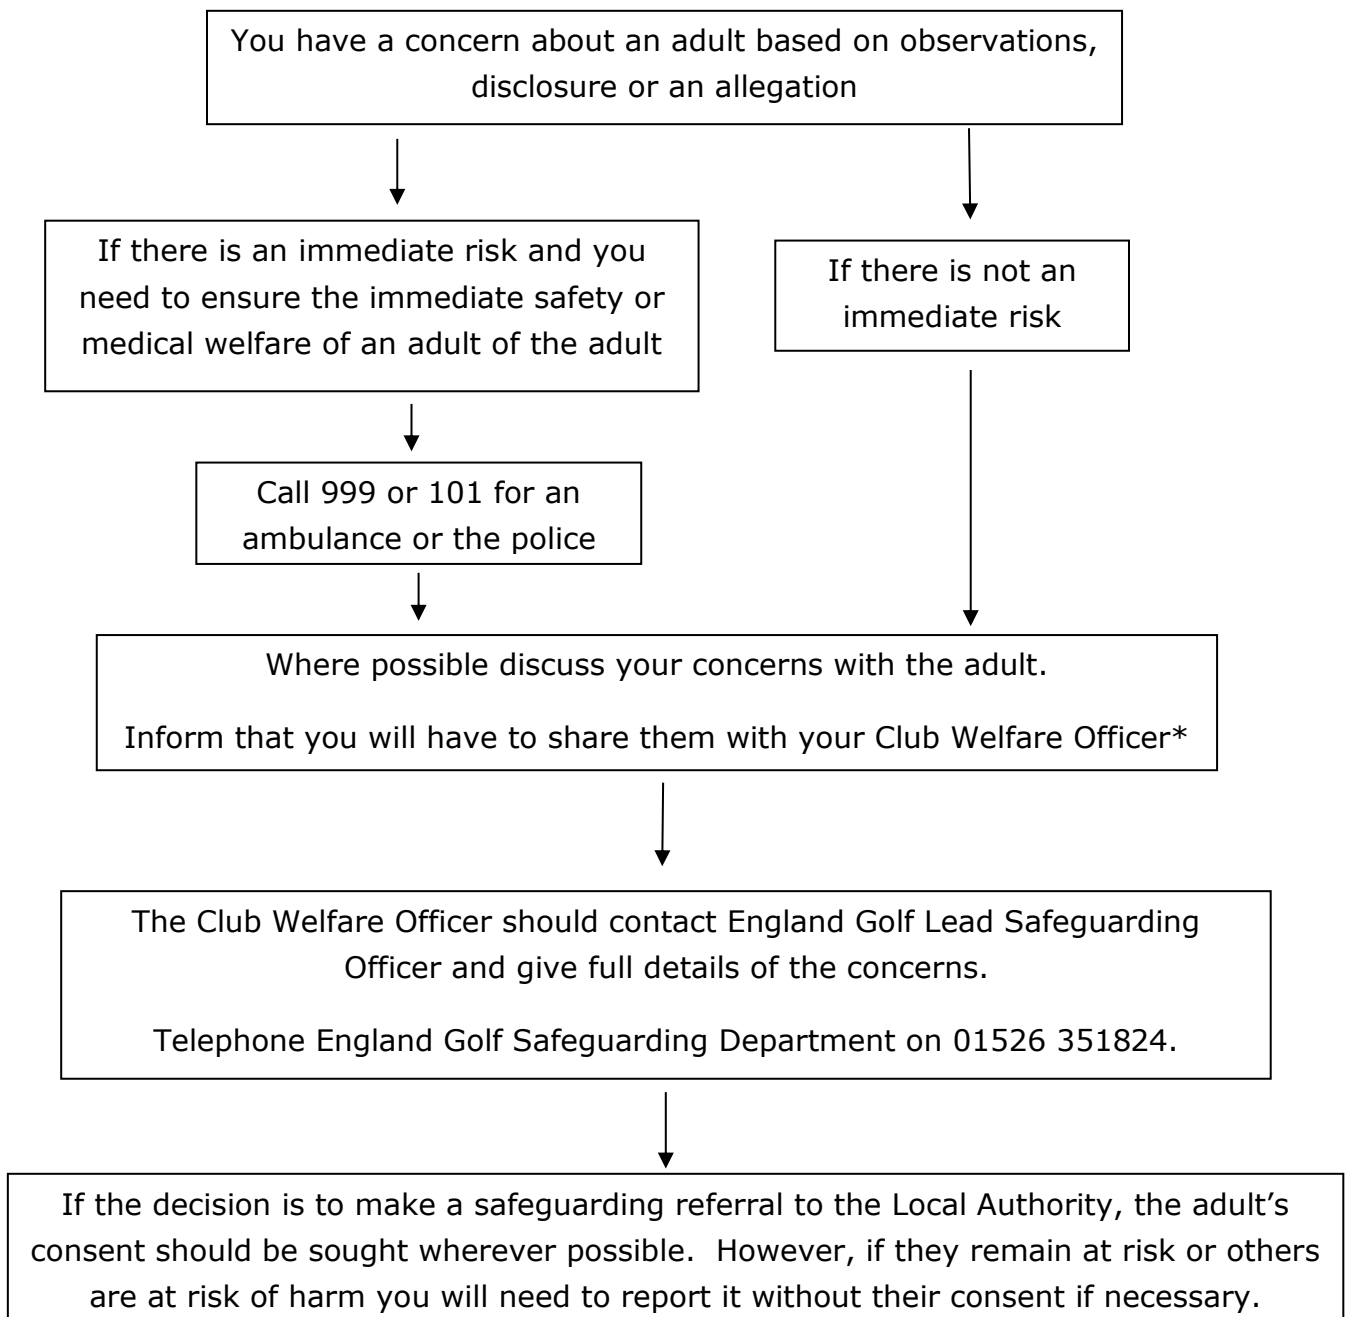 You have a concern about an adult based on observations,
disclosure or an allegation
If there is an immediate risk and you
need to ensure the immediate safety or
medical welfare of an adult of the adult
If there is not an
immediate risk
Call 999 or 101 for an
ambulance or the police
Where possible discuss your concerns with the adult.
Inform that you will have to share them with your Club Welfare Officer*
The Club Welfare Officer should contact England Golf Lead Safeguarding
Officer and give full details of the concerns.
Telephone England Golf Safeguarding Department on 01526 351824.
If the decision is to make a safeguarding referral to the Local Authority, the adult’s
consent should be sought wherever possible.  However, if they remain at risk or others
are at risk of harm you will need to report it without their consent if necessary.